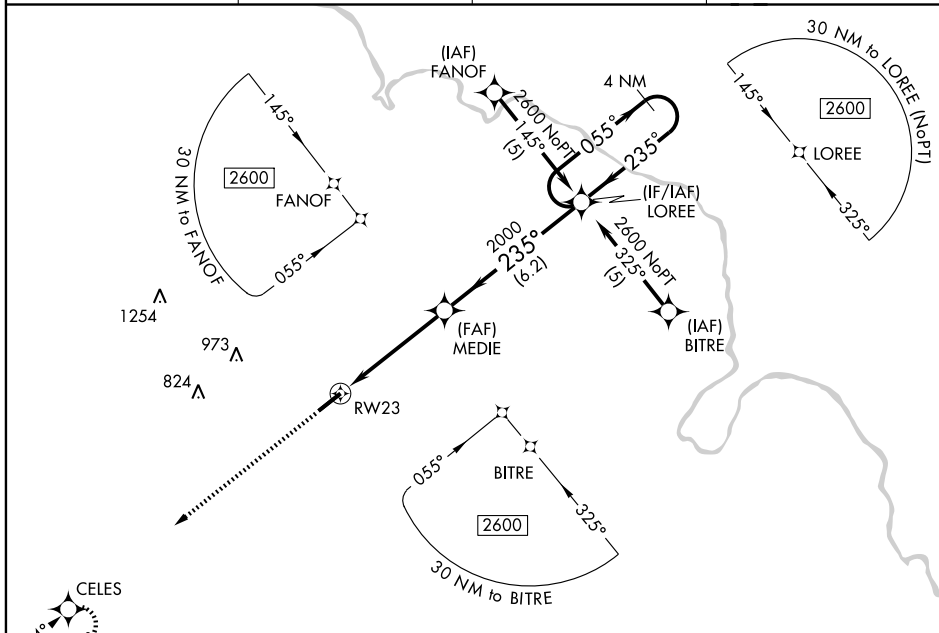 (IAF)
FANOF
2600 NoPT
145°
(5)
4 NM
055°
235°
(IF/IAF)
LOREE
30 NM to LOREE (NoPT)
145°
2600
LOREE
325°
145°
2600
FANOF
30 NM to FANOF
055°
2000
235°
(6.2)
2600 NoPT
325°
(5)
(IAF)
BITRE
(FAF)
MEDIE
1254
973
824
RW23
055°
BITRE
325°
2600
30 NM to BITRE
CELES